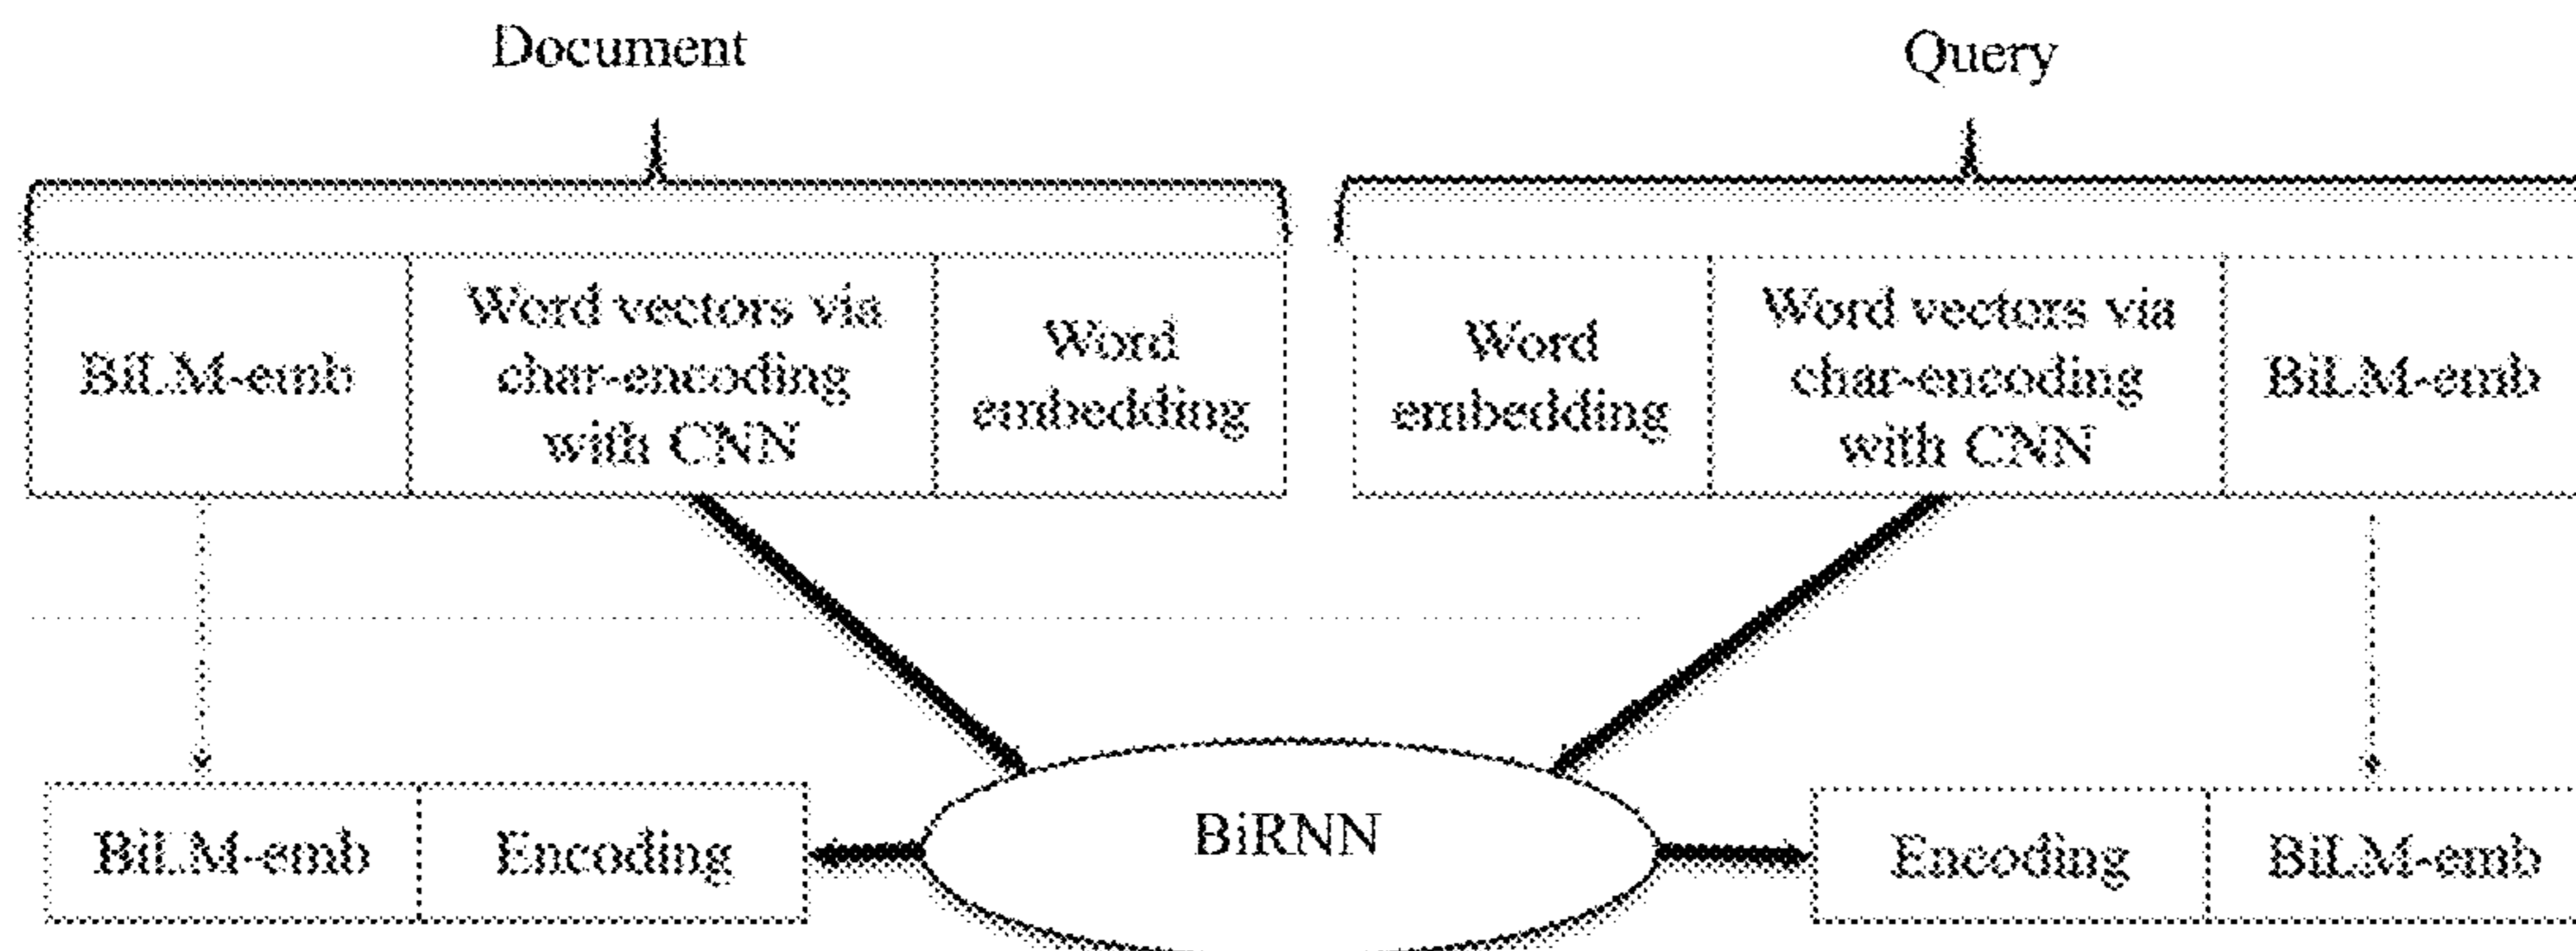 Document
Query
BiLM-emb
Word vectors via
char-encoding
with CNN
Word
embedding
Word
embedding
Word vectors via
char-encoding
with CNN
BiLM-emb
BiLM-emb
Encoding
BiRNN
Encoding
BiLM-emb